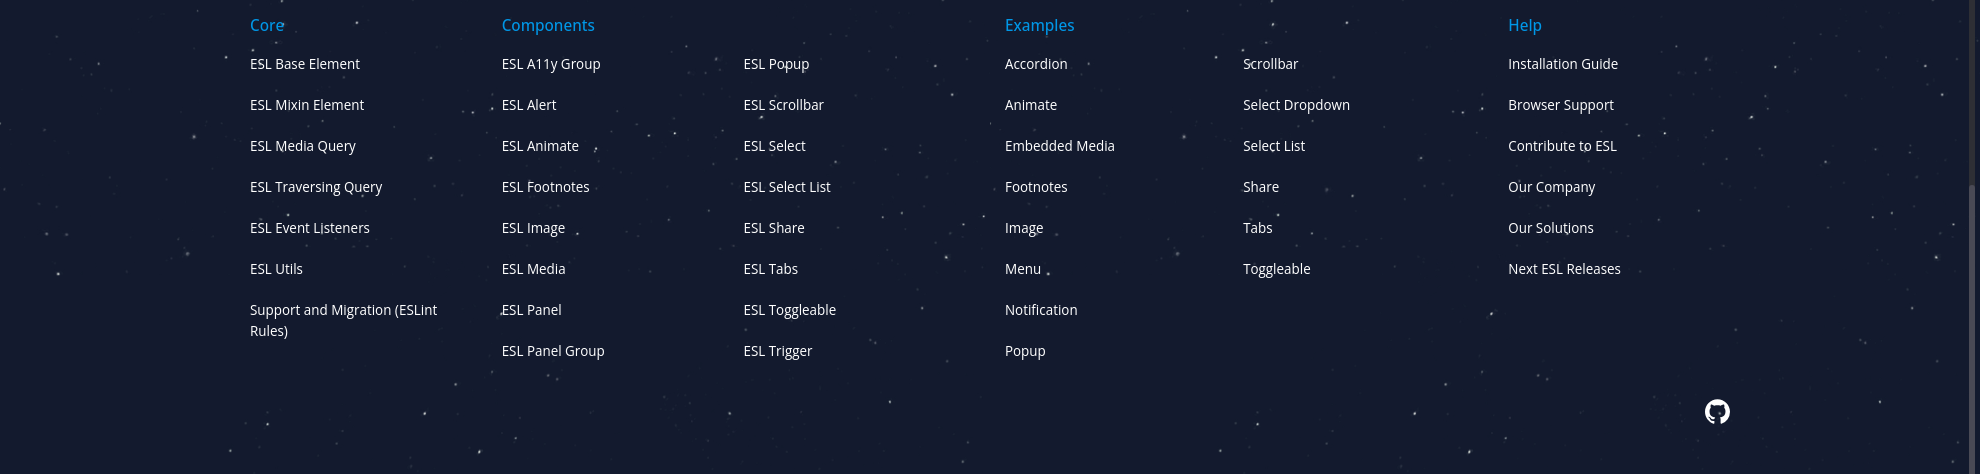 Core
ESL Base Element
ESL Mixin Element
ESL Media Query
ESL Traversing Query
ESL Event Listeners
ESL Utils
Support and Migration (ESLint
Rules)
Components
ESL A11y Group
ESL Alert
ESL Animate
ESL Footnotes
ESL Image
ESL Media
ESL Panel
ESL Panel Group
ESL Popup
ESL Scrollbar
ESL Select
ESL Select List
ESL Share
ESL Tabs
ESL Toggleable
ESL Trigger
Examples
Accordion
Animate
Embedded Media
Footnotes
Image
Menu
Notification
Popup
Scrollbar
Select Dropdown
Select List
Share
Tabs
Toggleable
Help
Installation Guide
Browser Support
Contribute to ESL
Our Company
Our Solutions
Next ESL Releases